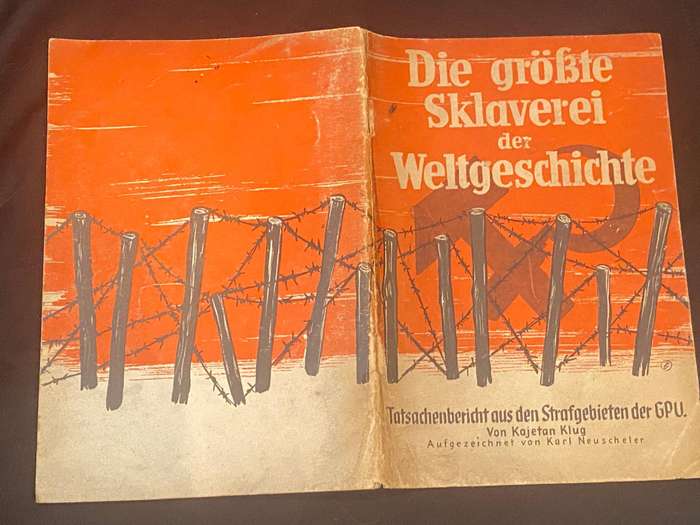 Die größte
Sklaverei
der
Weltgeschichte
Tatsachenbericht aus den Strafgebieten der GPU.
Von Kajetan Klug
Aufgezeichnet von Karl Neuscheler